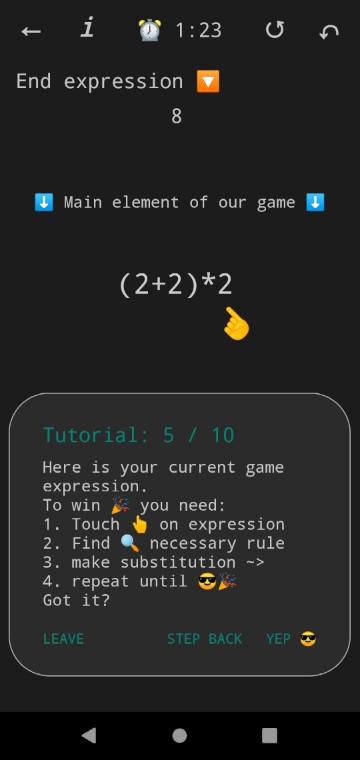 ← i ⏰ 1:23 ↺ ↶
End expression 🔽
8
⬇️ Main element of our game ⬇️
(2+2)*2
Tutorial: 5 / 10
Here is your current game
expression.
To win 🎉 you need:
1. Touch 👆 on expression
2. Find 🔍 necessary rule
3. make substitution ~>
4. repeat until 😎🎉
Got it?
LEAVE STEP BACK YEP 😎